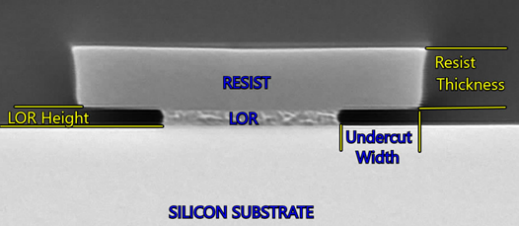 Resist
Thickness
RESIST
LOR Height
LOR
Undercut
Width
SILICON SUBSTRATE